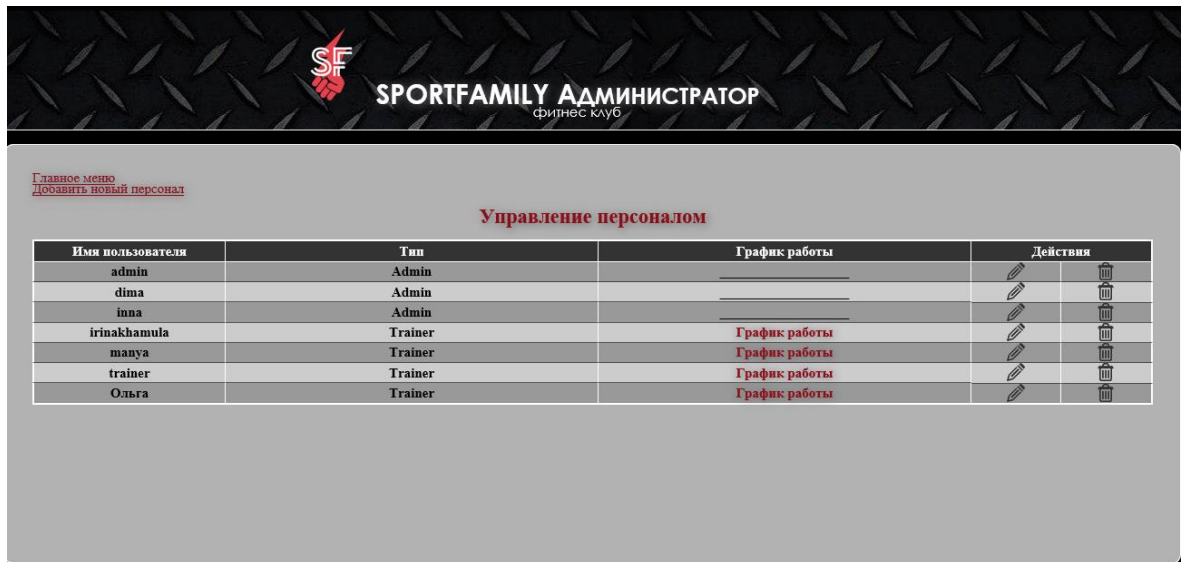 SF
SPORTFAMILY Администратор
фитнес клуб
Главное меню
Добавить новый персонал
Управление персоналом
Имя пользователя Тип График работы Действия
admin Admin
dima Admin
inna Admin
irinakhamula Trainer График работы
manya Trainer График работы
trainer Trainer График работы
Ольга Trainer График работы